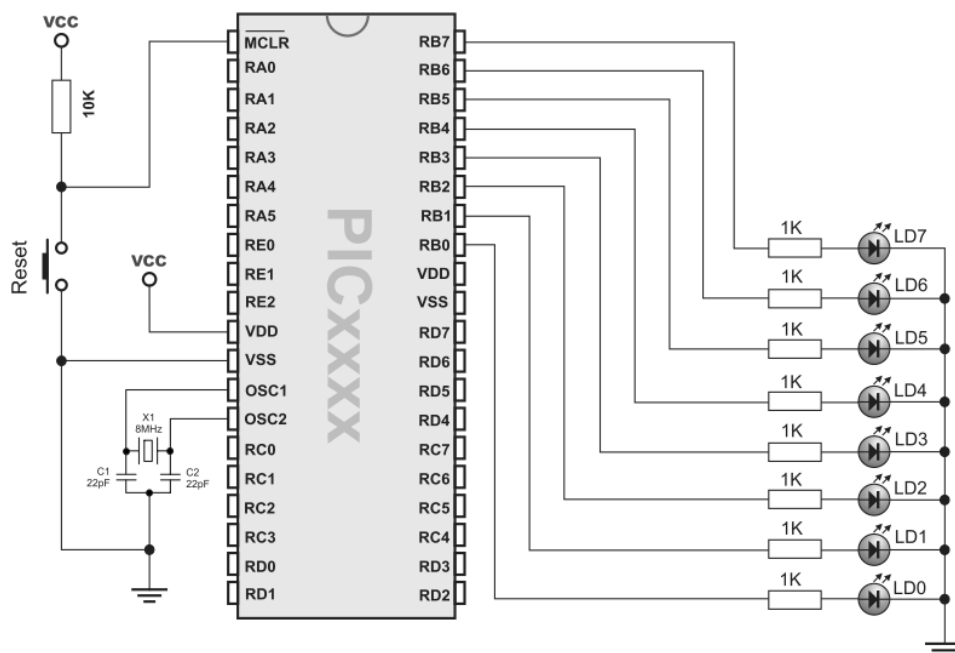 VCC
10K
Reset
VCC
X1
8MHz
C1
22pF
C2
22pF
MCLR
RA0
RA1
RA2
RA3
RA4
RA5
RE0
RE1
RE2
VDD
VSS
OSC1
OSC2
RC0
RC1
RC2
RC3
RD0
RD1
PICxxxx
RB7
RB6
RB5
RB4
RB3
RB2
RB1
RB0
VDD
VSS
RD7
RD6
RD5
RD4
RC7
RC6
RC5
RC4
RD3
RD2
1K LD7
1K LD6
1K LD5
1K LD4
1K LD3
1K LD2
1K LD1
1K LD0